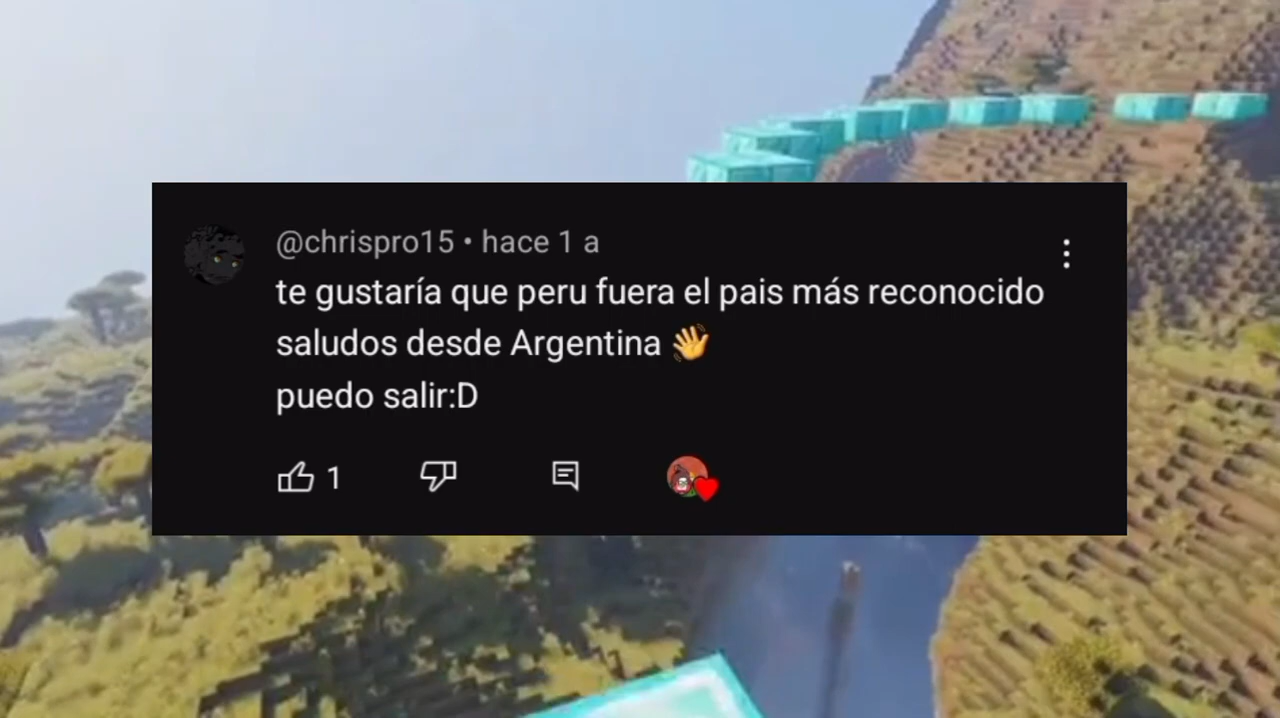 @chrispro15 • hace 1 a
te gustaría que peru fuera el pais más reconocido
saludos desde Argentina 👋
puedo salir:D
1